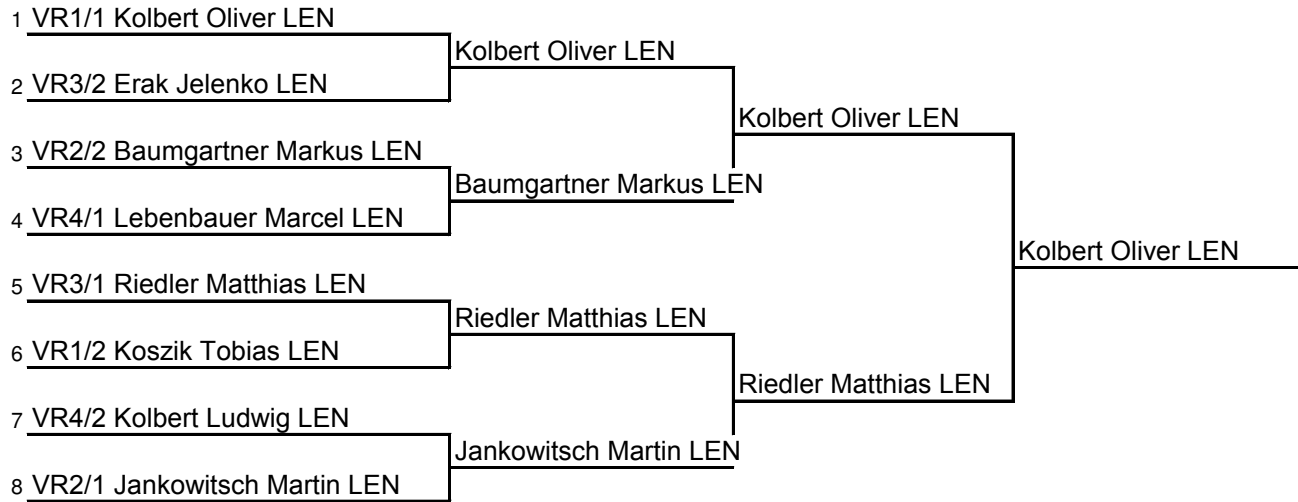 1 VR1/1 Kolbert Oliver LEN
Kolbert Oliver LEN
2 VR3/2 Erak Jelenko LEN
Kolbert Oliver LEN
3 VR2/2 Baumgartner Markus LEN
Baumgartner Markus LEN
4 VR4/1 Lebenbauer Marcel LEN
Kolbert Oliver LEN
5 VR3/1 Riedler Matthias LEN
Riedler Matthias LEN
6 VR1/2 Koszik Tobias LEN
Riedler Matthias LEN
7 VR4/2 Kolbert Ludwig LEN
Jankowitsch Martin LEN
8 VR2/1 Jankowitsch Martin LEN